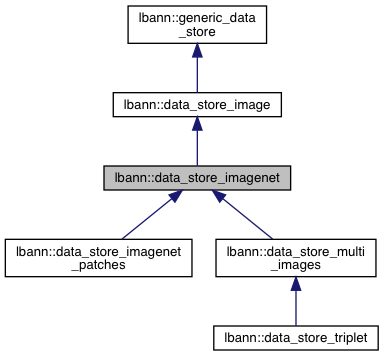 lbann::generic_data
_store
lbann::data_store_image
lbann::data_store_imagenet
lbann::data_store_imagenet
_patches
lbann::data_store_multi
_images
lbann::data_store_triplet